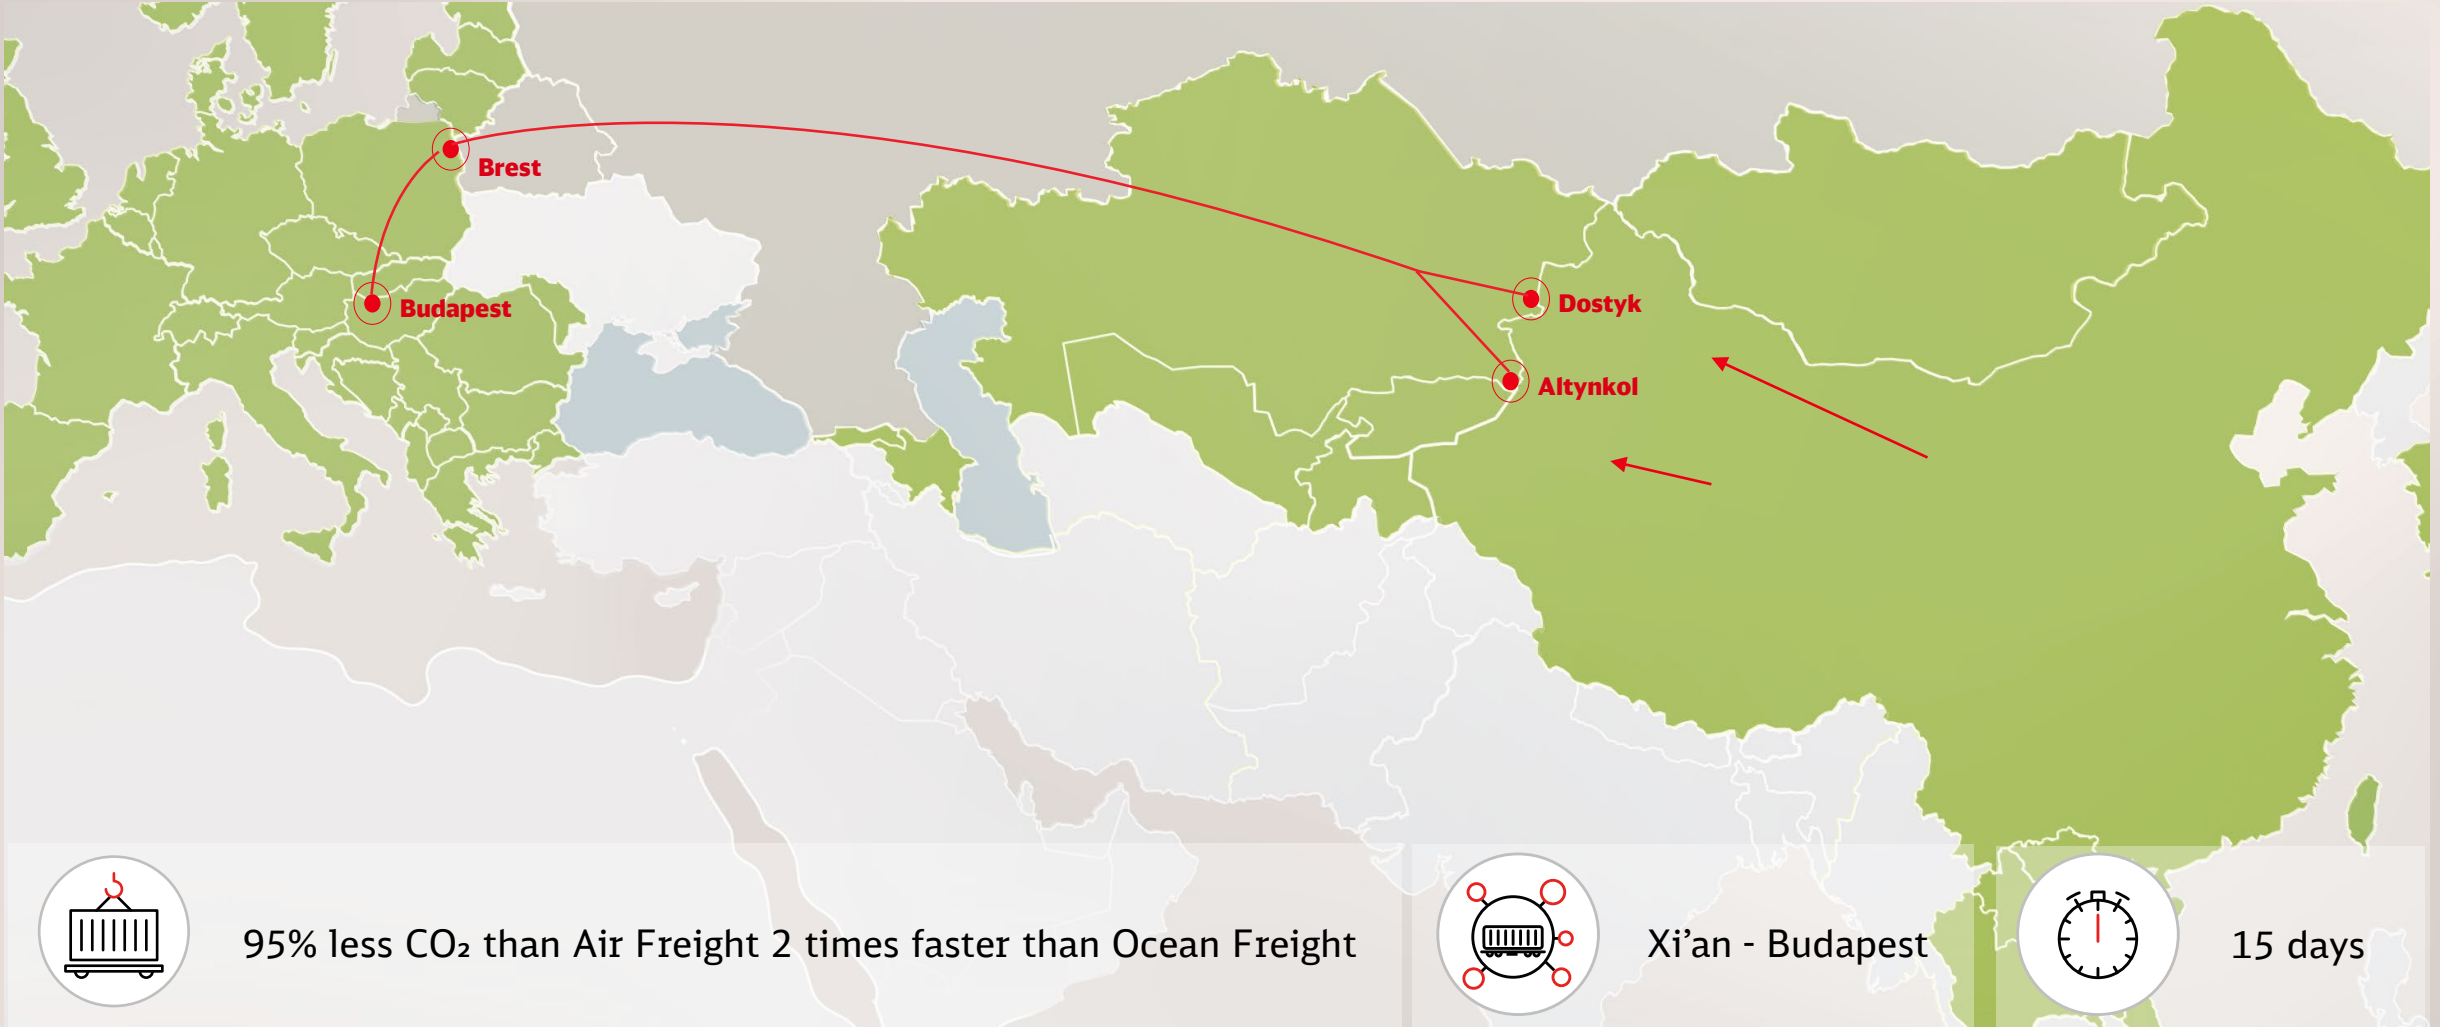 Brest
Budapest
Dostyk
Altynkol
95% less CO₂ than Air Freight 2 times faster than Ocean Freight
Xi’an - Budapest
15 days